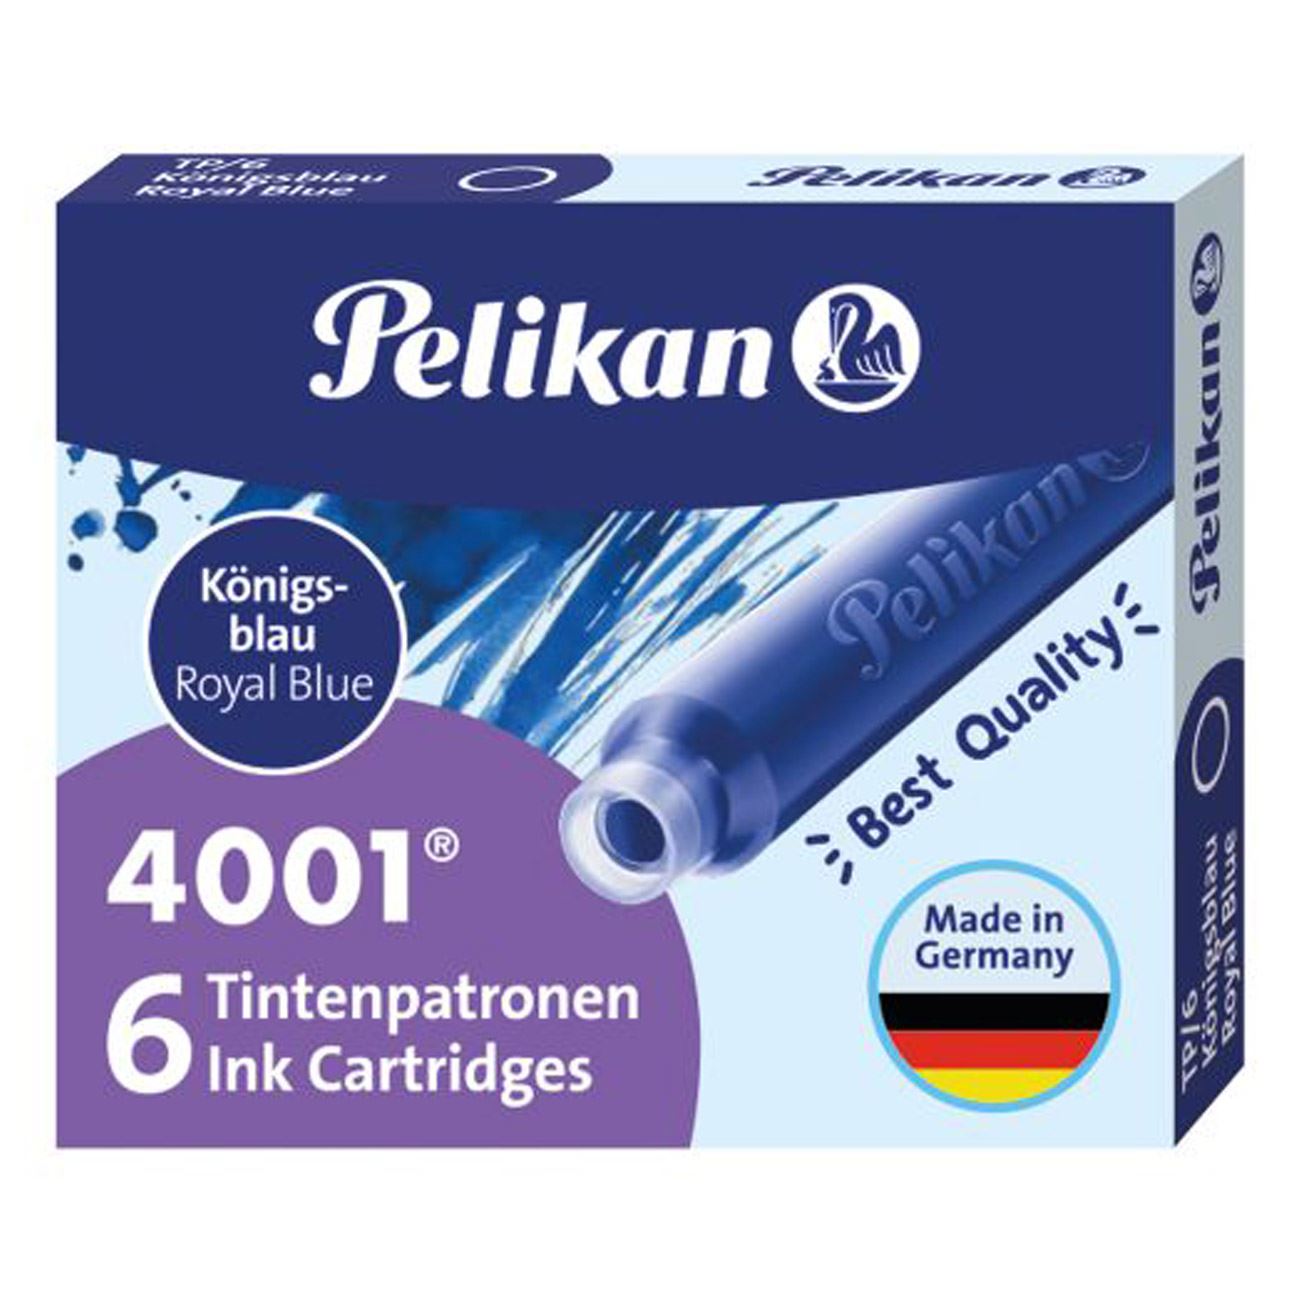 TP/6
Königsblau
Royal Blue
Pelikan
Pelikan
Königs-
blau
Royal Blue
4001®
6 Tintenpatronen
Ink Cartridges
Pelikan
Best Quality
Made in
Germany
Pelikan
TP/6
Königsblau
Royal Blue